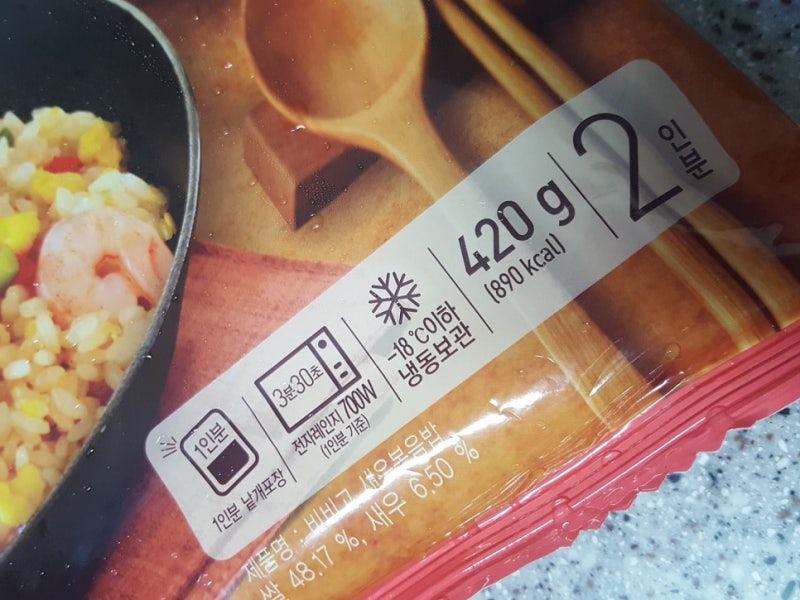 1인분
1인분 낱개포장
3분30초
전자레인지 700W
(1인분 기준)
-18℃이하
냉동보관
420 g
(890 kcal)
2인분
제품명 : 비비고 새우볶음밥
쌀 48.17 %, 새우 6.50 %